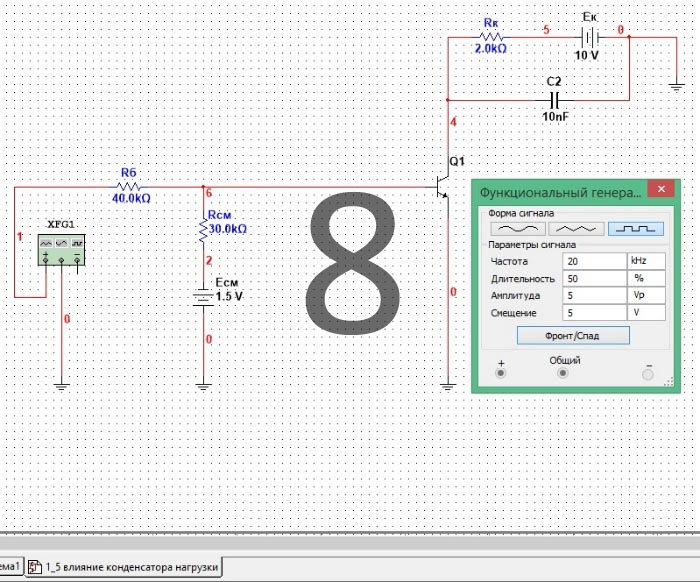 Rк
5
Eк
0
2.0kΩ
10 V
C2
10nF
4
Q1
Rб
6
40.0kΩ
Rсм
30.0kΩ
XFG1
1
2
Eсм
1.5 V
0
0
0
8
Функциональный генера...
Форма сигнала
Параметры сигнала
Частота 20 kHz
Длительность 50 %
Амплитуда 5 Vp
Смещение 5 V
Фронт/Спад
+ Общий −
ема1 1_5 влияние конденсатора нагрузки